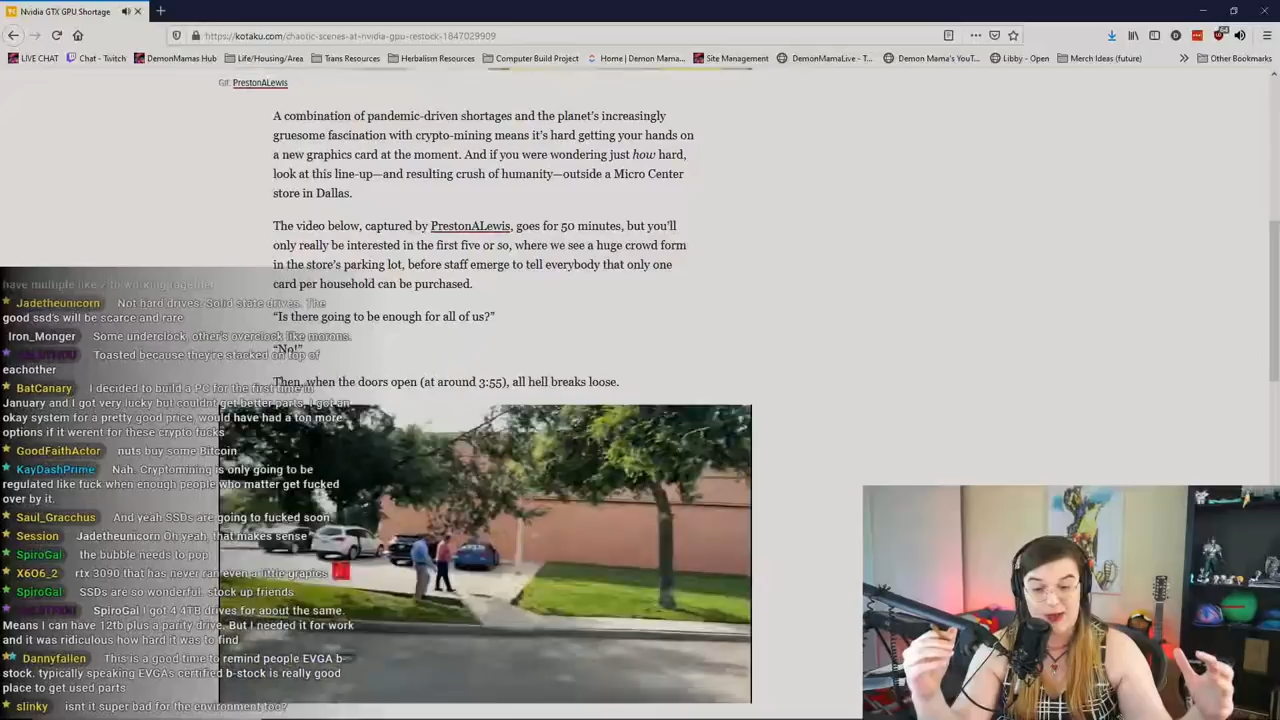 Nvidia GTX GPU Shortage
https://kotaku.com/chaotic-scenes-at-nvidia-gpu-restock-1847029909
LIVE CHAT
Chat - Twitch
DemonMamas Hub
Life/Housing/Area
Trans Resources
Herbalism Resources
Computer Build Project
Home | Demon Mama...
Site Management
DemonMamaLive - T...
Demon Mama's YouT...
Libby - Open
Merch Ideas (future)
Other Bookmarks
Gif: PrestonALewis
A combination of pandemic-driven shortages and the planet's increasingly
gruesome fascination with crypto-mining means it's hard getting your hands on
a new graphics card at the moment. And if you were wondering just how hard,
look at this line-up—and resulting crush of humanity—outside a Micro Center
store in Dallas.
The video below, captured by PrestonALewis, goes for 50 minutes, but you'll
only really be interested in the first five or so, where we see a huge crowd form
in the store's parking lot, before staff emerge to tell everybody that only one
card per household can be purchased.
“Is there going to be enough for all of us?”
“No!”
Then, when the doors open (at around 3:55), all hell breaks loose.
have multiple like 7 th working together
Jadetheunicorn Not hard drives. Solid state drives. The
good ssd's will be scarce and rare
Iron_Monger Some underclock, other's overclock like morons.
Toasted because they're stacked on top of
eachother
BatCanary I decided to build a PC for the first time in
January and I got very lucky but couldnt get better parts, I got an
okay system for a pretty good price, would have had a ton more
options if it werent for these crypto fucks
GoodFaithActor nuts buy some Bitcoin
KayDashPrime Nah. Cryptomining is only going to be
regulated like fuck when enough people who matter get fucked
over by it.
Saul_Gracchus And yeah SSDs are going to fucked soon.
Session Jadetheunicorn Oh yeah, that makes sense
SpiroGal the bubble needs to pop
X6O6_2 rtx 3090 that has never ran even a little grapics
SpiroGal SSDs are so wonderful. stock up friends
SpiroGal I got 4 4TB drives for about the same.
Means I can have 12tb plus a parity drive. But I needed it for work
and it was ridiculous how hard it was to find
Dannyfallen This is a good time to remind people EVGA b-
stock. typically speaking EVGAs certified b-stock is really good
place to get used parts
slinky isnt it super bad for the environment too?